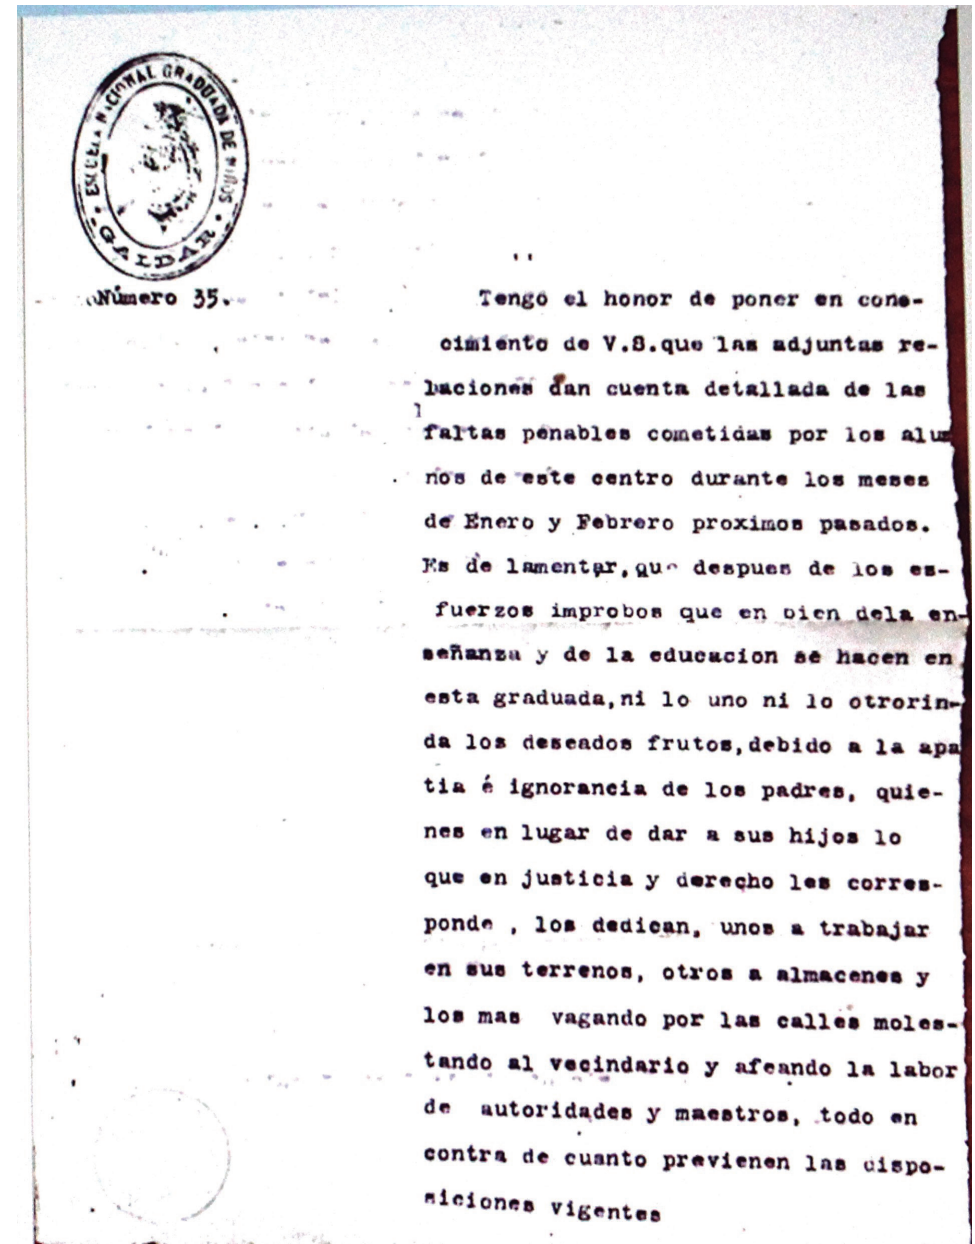 ESCUELA NACIONAL GRADUADA DE NIÑOS
GALDAR
Número 35.
Tengo el honor de poner en cono-
cimiento de V.S.que las adjuntas re-
laciones dan cuenta detallada de las
faltas penables cometidas por los alum
nos de este centro durante los meses
de Enero y Febrero proximos pasados.
Es de lamentar,que despues de los es-
fuerzos improbos que en bien dela en-
señanza y de la educacion se hacen en
esta graduada,ni lo uno ni lo otrorin-
da los deseados frutos,debido a la apa
tia é ignorancia de los padres, quie-
nes en lugar de dar a sus hijos lo
que en justicia y derecho les corres-
ponde , los dedican, unos a trabajar
en sus terrenos, otros a almacenes y
los mas vagando por las calles moles-
tando al vecindario y afeando la labor
de autoridades y maestros, todo en
contra de cuanto previenen las dispo-
siciones vigentes